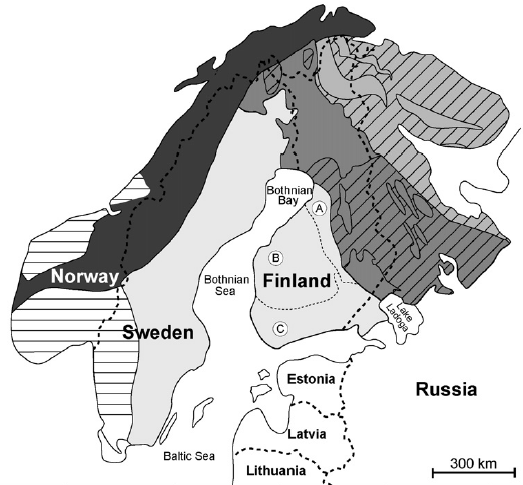 Bothnian
Bay
A
Norway
Bothnian
Sea
B
Finland
Sweden
C
Lake
Ladoga
Estonia
Russia
Latvia
Baltic Sea
Lithuania
300 km